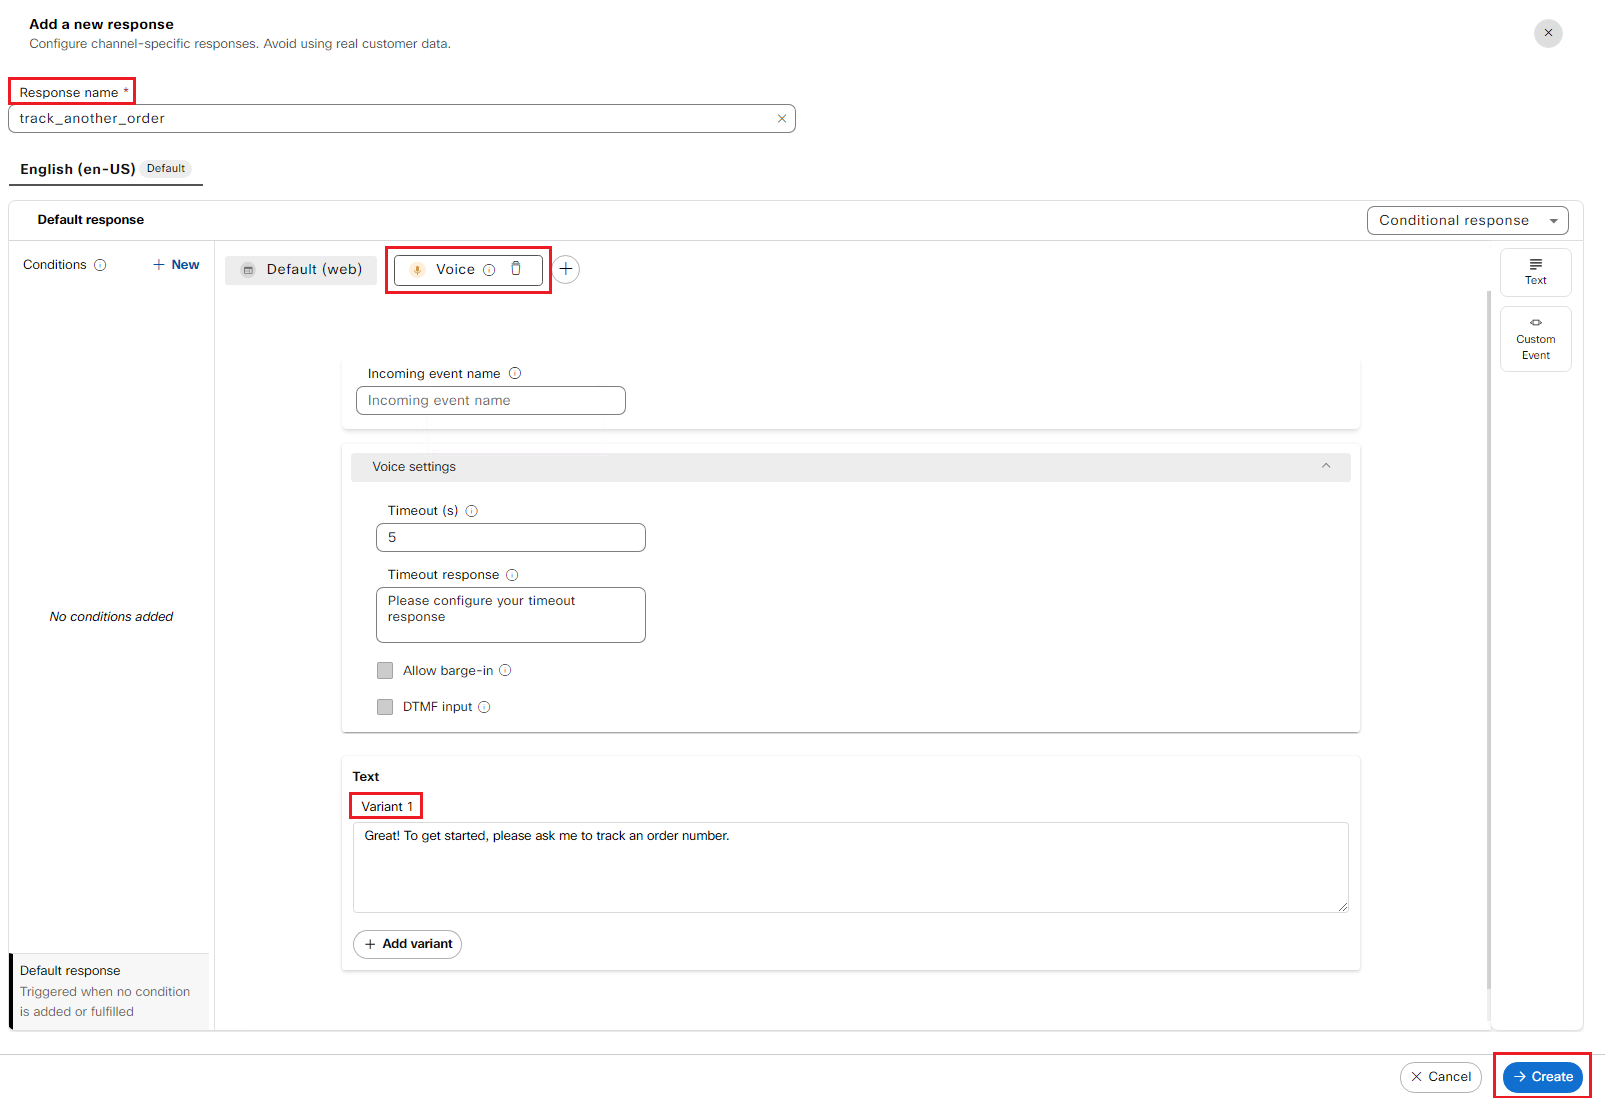 Add a new response
Configure channel-specific responses. Avoid using real customer data.
Response name *
track_another_order
English (en-US) Default
Default response
Conditional response
Conditions
+ New
Default (web)
Voice
Text
Custom
Event
Incoming event name
Incoming event name
Voice settings
Timeout (s)
5
Timeout response
Please configure your timeout
response
No conditions added
Allow barge-in
DTMF input
Text
Variant 1
Great! To get started, please ask me to track an order number.
+ Add variant
Default response
Triggered when no condition
is added or fulfilled
Cancel
Create